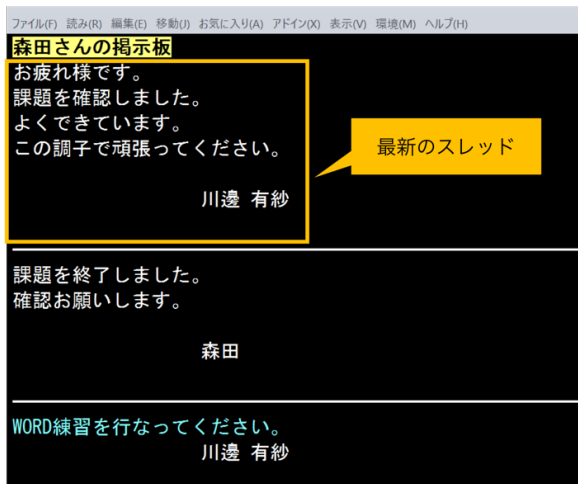 ファイル(F) 読み(R) 編集(E) 移動(J) お気に入り(A) アドイン(X) 表示(V) 環境(M) ヘルプ(H)
森田さんの掲示板
お疲れ様です。
課題を確認しました。
よくできています。
この調子で頑張ってください。
最新のスレッド
川邊 有紗
課題を終了しました。
確認お願いします。
森田
WORD練習を行なってください。
川邊 有紗